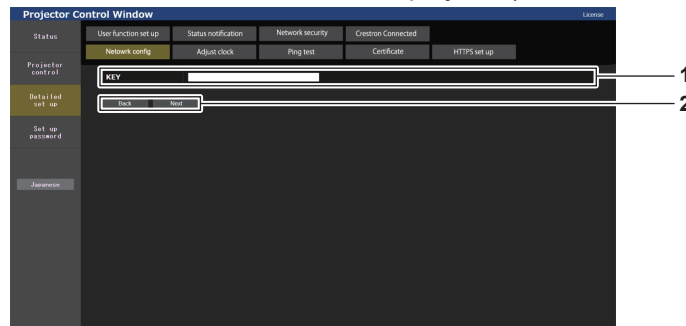 Projector Control Window
License
Status
User function set up Status notification Network security Crestron Connected
Netowrk config Adjust clock Ping test Certificate HTTPS set up
Projector
control
KEY
1
Detailed
set up
Back Next
2
Set up
password
Japanese